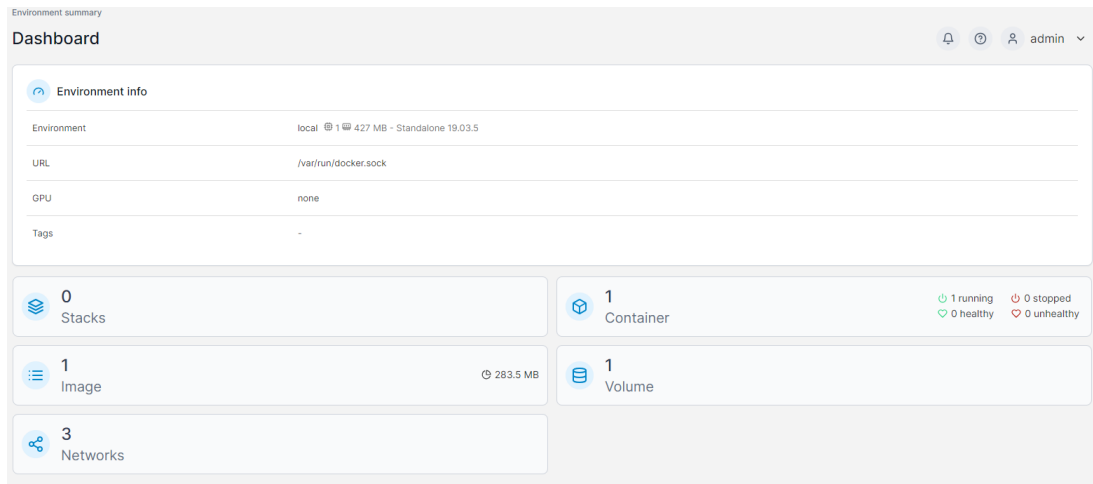 Environment summary
Dashboard
admin
Environment info
Environment local 1 427 MB - Standalone 19.03.5
URL /var/run/docker.sock
GPU none
Tags -
0
Stacks
1
Container
1 running 0 stopped
0 healthy 0 unhealthy
1
Image
283.5 MB
1
Volume
3
Networks